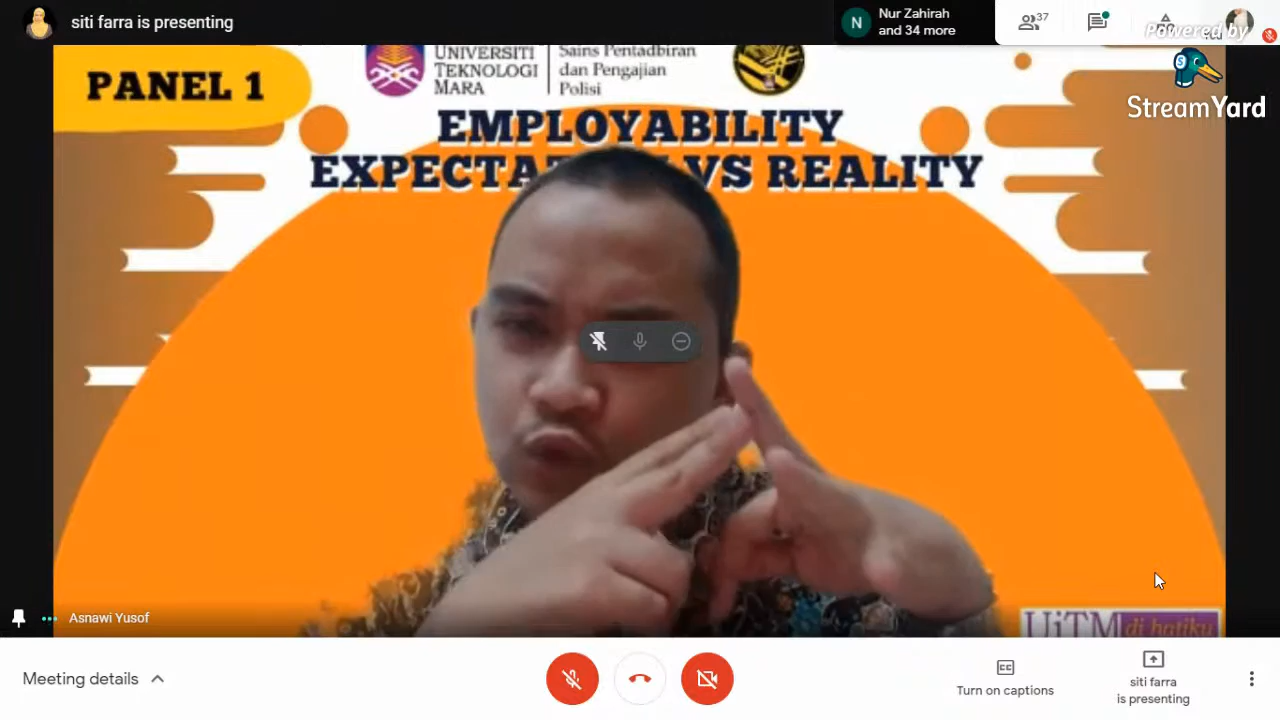 siti farra is presenting
N
Nur Zahirah
and 34 more
37
Powered by
StreamYard
PANEL 1
UNIVERSITI
TEKNOLOGI
MARA
Sains Pentadbiran
dan Pengajian
Polisi
EMPLOYABILITY
VS REALITY
Asnawi Yusof
UiTM di hatiku
Meeting details
CC
Turn on captions
siti farra
is presenting